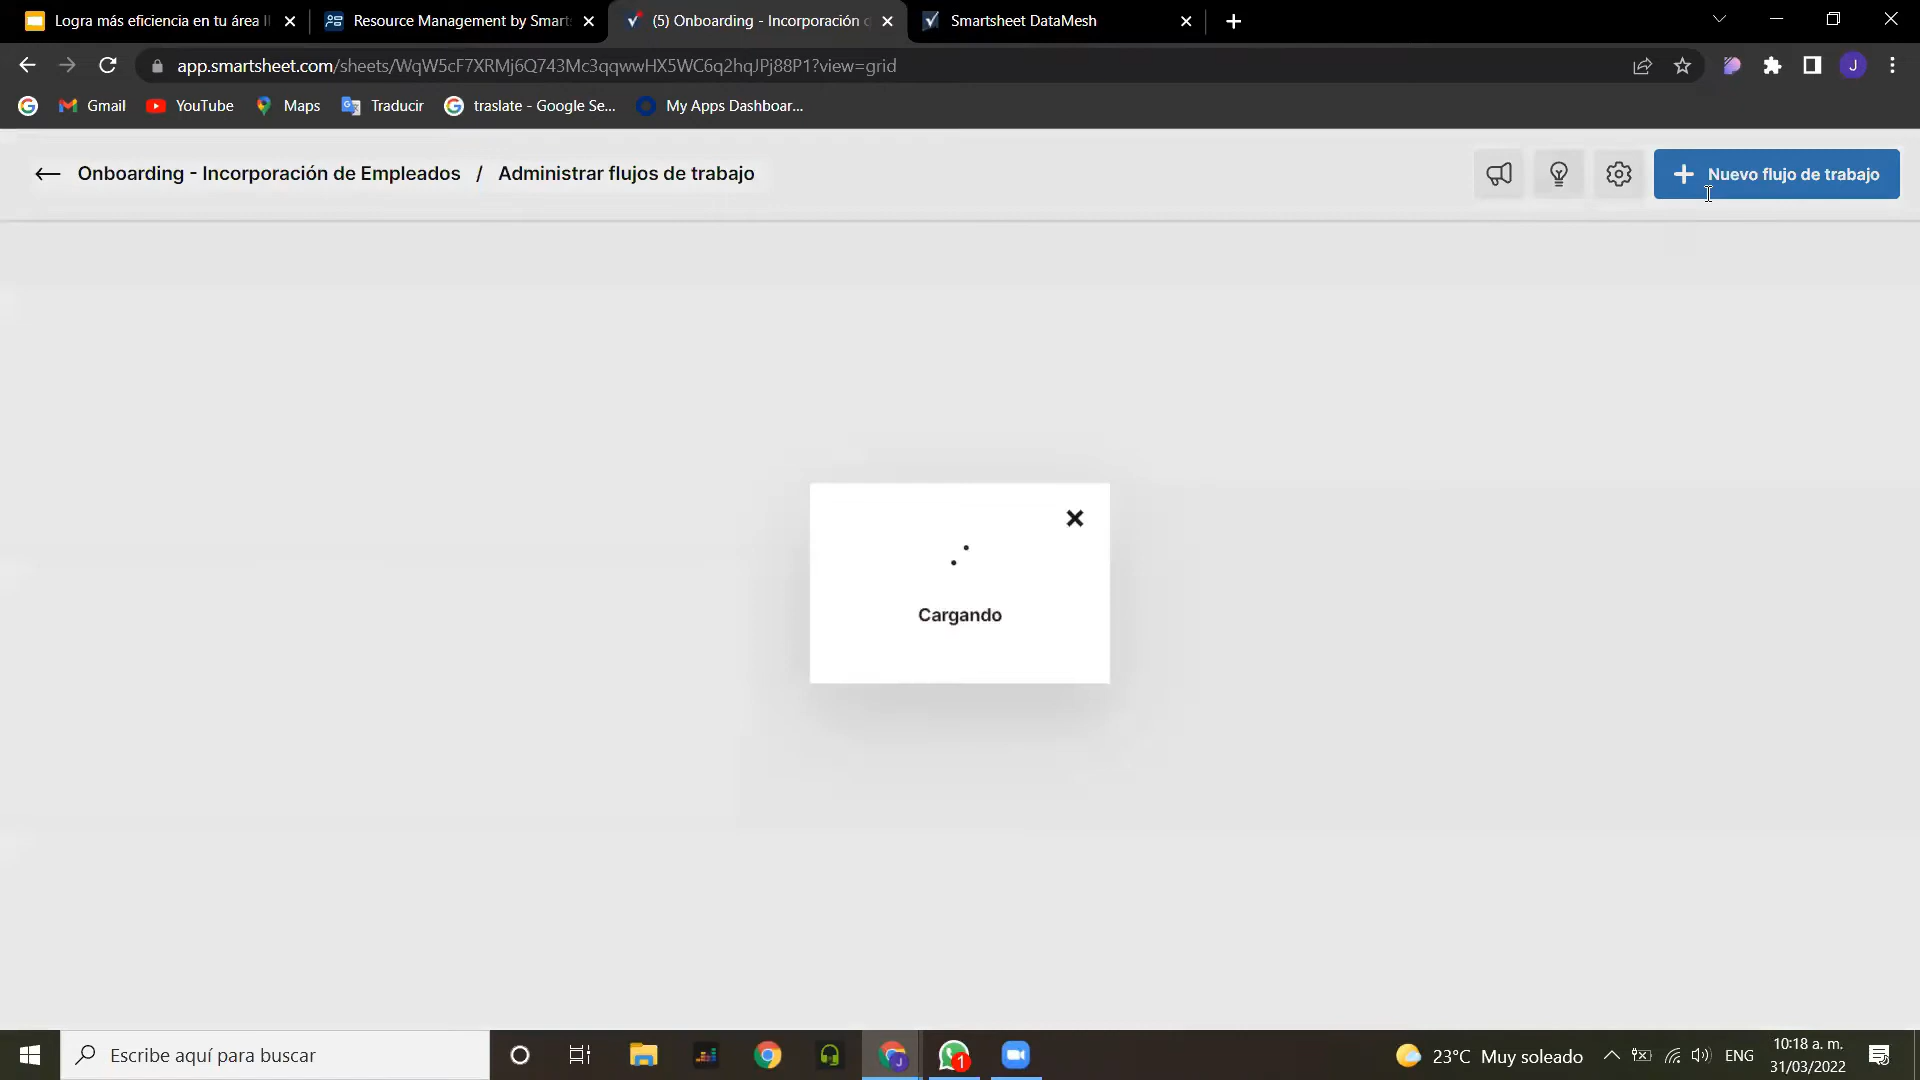 Logra más eficiencia en tu área
Resource Management by Smart
(5) Onboarding - Incorporación
Smartsheet DataMesh
app.smartsheet.com/sheets/WqW5cF7XRMj6Q743Mc3qqwwHX5WC6q2hqJPj88P1?view=grid
J
Gmail
YouTube
Maps
Traducir
traslate - Google Se...
My Apps Dashboar...
Onboarding - Incorporación de Empleados / Administrar flujos de trabajo
Nuevo flujo de trabajo
Cargando
Escribe aquí para buscar
J
1
23°C Muy soleado
ENG
10:18 a. m.
31/03/2022